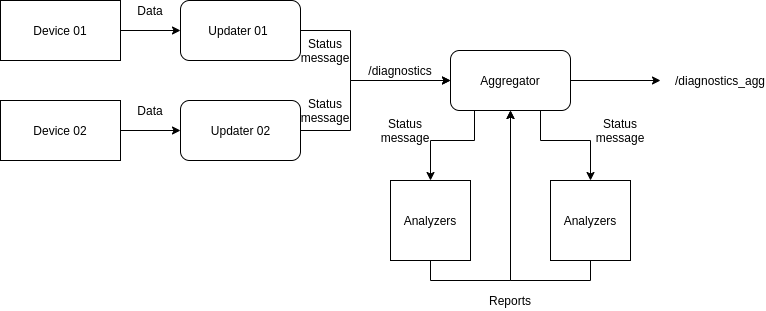 Device 01
Data
Updater 01
Status
message
/diagnostics
Aggregator
/diagnostics_agg
Device 02
Data
Updater 02
Status
message
Status
message
Status
message
Analyzers
Analyzers
Reports